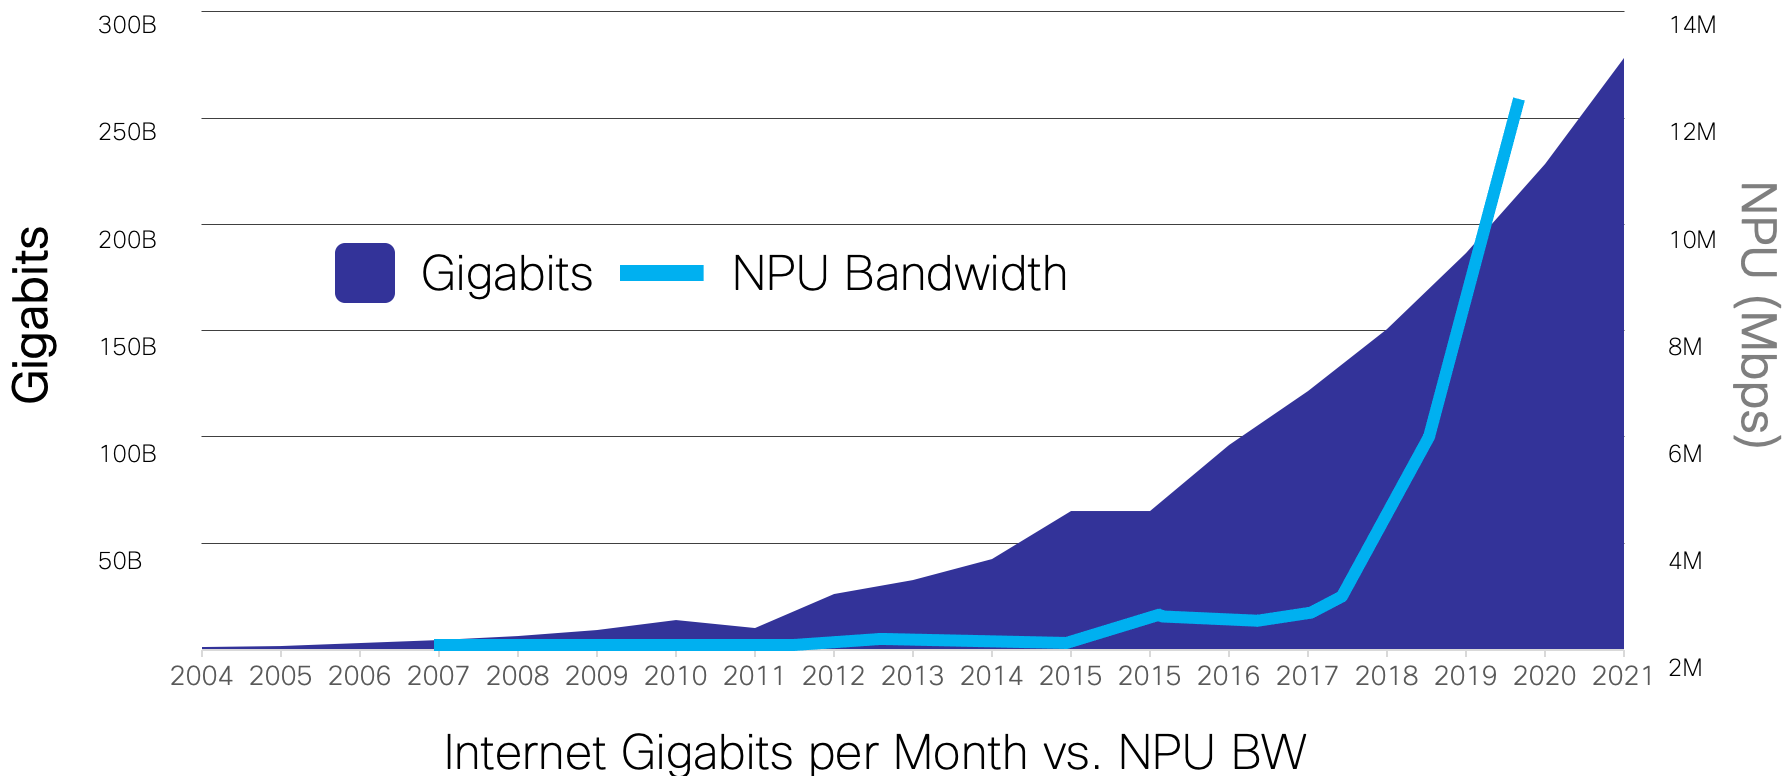 300B
14M
250B
12M
200B
10M
150B
8M
100B
6M
50B
4M
2M
Gigabits
NPU (Mbps)
Gigabits NPU Bandwidth
2004 2005 2006 2007 2008 2009 2010 2011 2012 2013 2014 2015 2015 2016 2017 2018 2019 2020 2021
Internet Gigabits per Month vs. NPU BW